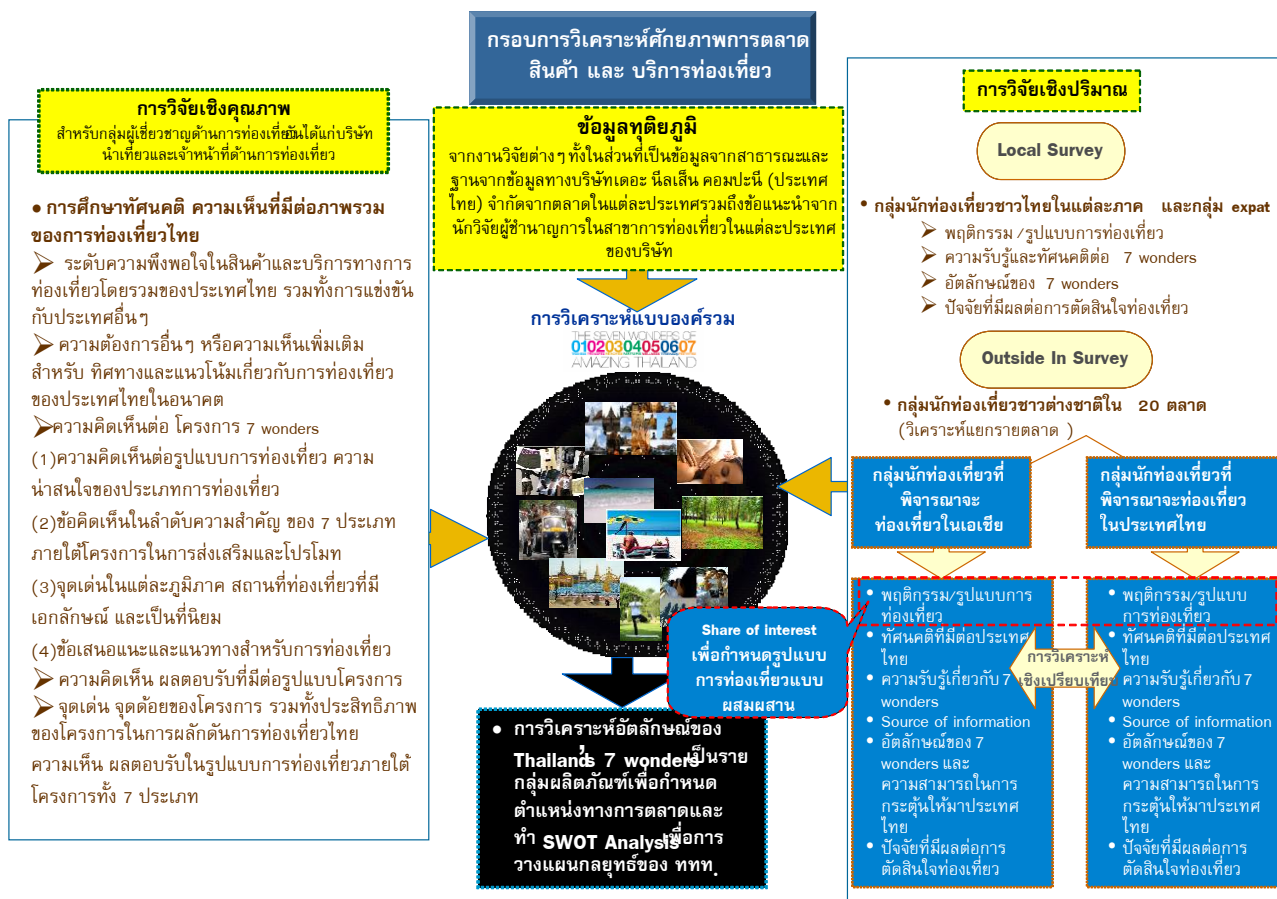 กรอบการวิเคราะห์ศักยภาพการตลาด
สินค้า และ บริการท่องเที่ยว
การวิจัยเชิงคุณภาพ
สำหรับกลุ่มผู้เชี่ยวชาญด้านการท่องเที่ยวอันได้แก่บริษัท
นำเที่ยวและเจ้าหน้าที่ด้านการท่องเที่ยว
• การศึกษาทัศนคติ ความเห็นที่มีต่อภาพรวม
ของการท่องเที่ยวไทย
➢ ระดับความพึงพอใจในสินค้าและบริการทางการ
ท่องเที่ยวโดยรวมของประเทศไทย รวมทั้งการแข่งขัน
กับประเทศอื่นๆ
➢ ความต้องการอื่นๆ หรือความเห็นเพิ่มเติม
สำหรับ ทิศทางและแนวโน้มเกี่ยวกับการท่องเที่ยว
ของประเทศไทยในอนาคต
➢ความคิดเห็นต่อ โครงการ 7 wonders
(1)ความคิดเห็นต่อรูปแบบการท่องเที่ยว ความ
น่าสนใจของประเภทการท่องเที่ยว
(2)ข้อคิดเห็นในลำดับความสำคัญ ของ 7 ประเภท
ภายใต้โครงการในการส่งเสริมและโปรโมท
(3)จุดเด่นในแต่ละภูมิภาค สถานที่ท่องเที่ยวที่มี
เอกลักษณ์ และเป็นที่นิยม
(4)ข้อเสนอแนะและแนวทางสำหรับการท่องเที่ยว
➢ ความคิดเห็น ผลตอบรับที่มีต่อรูปแบบโครงการ
➢ จุดเด่น จุดด้อยของโครงการ รวมทั้งประสิทธิภาพ
ของโครงการในการผลักดันการท่องเที่ยวไทย
ความเห็น ผลตอบรับในรูปแบบการท่องเที่ยวภายใต้
โครงการทั้ง 7 ประเภท
ข้อมูลทุติยภูมิ
จากงานวิจัยต่างๆ ทั้งในส่วนที่เป็นข้อมูลจากสาธารณะและ
ฐานจากข้อมูลทางบริษัทเดอะ นีลเส็น คอมปะนี (ประเทศ
ไทย) จำกัดจากตลาดในแต่ละประเทศรวมถึงข้อแนะนำจาก
นักวิจัยผู้ชำนาญการในสาขาการท่องเที่ยวในแต่ละประเทศ
ของบริษัท
การวิเคราะห์แบบองค์รวม
THE SEVEN WONDERS OF
01020304050607
AMAZING THAILAND
Share of interest
เพื่อกำหนดรูปแบบ
การท่องเที่ยวแบบ
ผสมผสาน
• การวิเคราะห์อัตลักษณ์ของ
Thailand's 7 wonders เป็นราย
กลุ่มผลิตภัณฑ์เพื่อกำหนด
ตำแหน่งทางการตลาดและ
ทำ SWOT Analysis เพื่อการ
วางแผนกลยุทธ์ของ ททท.
การวิจัยเชิงปริมาณ
Local Survey
• กลุ่มนักท่องเที่ยวชาวไทยในแต่ละภาค และกลุ่ม expat
➢ พฤติกรรม /รูปแบบการท่องเที่ยว
➢ ความรับรู้และทัศนคติต่อ 7 wonders
➢ อัตลักษณ์ของ 7 wonders
➢ ปัจจัยที่มีผลต่อการตัดสินใจท่องเที่ยว
Outside In Survey
• กลุ่มนักท่องเที่ยวชาวต่างชาติใน 20 ตลาด
(วิเคราะห์แยกรายตลาด )
กลุ่มนักท่องเที่ยวที่
พิจารณาจะ
ท่องเที่ยวในเอเชีย
กลุ่มนักท่องเที่ยวที่
พิจารณาจะท่องเที่ยว
ในประเทศไทย
• พฤติกรรม/รูปแบบการ
ท่องเที่ยว
• ทัศนคติที่มีต่อประเทศ
ไทย
• ความรับรู้เกี่ยวกับ 7
wonders
• Source of information
• อัตลักษณ์ของ 7
wonders และ
ความสามารถในการ
กระตุ้นให้มาประเทศ
ไทย
• ปัจจัยที่มีผลต่อการ
ตัดสินใจท่องเที่ยว
การวิเคราะห์
เชิงเปรียบเทียบ
• พฤติกรรม/รูปแบบ
การท่องเที่ยว
• ทัศนคติที่มีต่อประเทศ
ไทย
• ความรับรู้เกี่ยวกับ 7
wonders
• Source of information
• อัตลักษณ์ของ 7
wonders และ
ความสามารถในการ
กระตุ้นให้มาประเทศ
ไทย
• ปัจจัยที่มีผลต่อการ
ตัดสินใจท่องเที่ยว